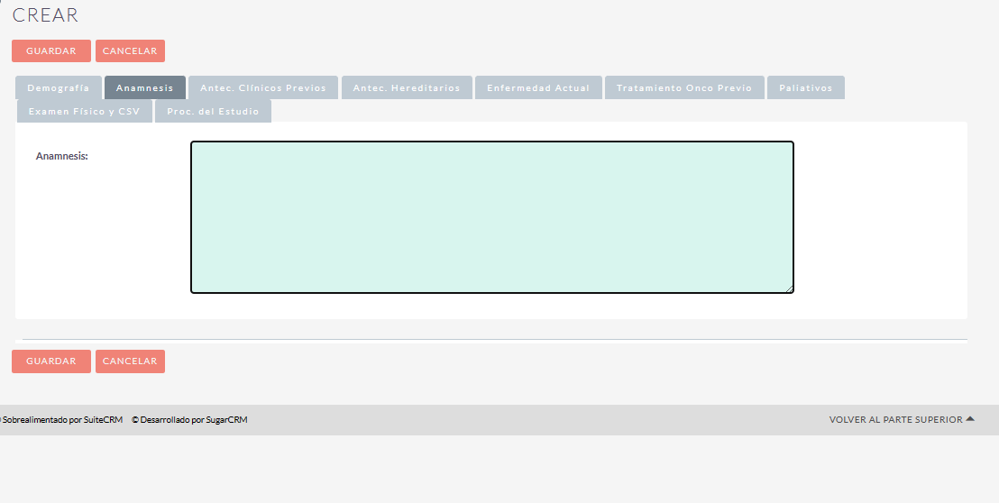 CREAR
GUARDAR CANCELAR
Demografía Anamnesis Antec. Clínicos Previos Antec. Hereditarios Enfermedad Actual Tratamiento Onco Previo Paliativos
Examen Físico y CSV Proc. del Estudio
Anamnesis:
GUARDAR CANCELAR
Sobrealimentado por SuiteCRM © Desarrollado por SugarCRM VOLVER AL PARTE SUPERIOR